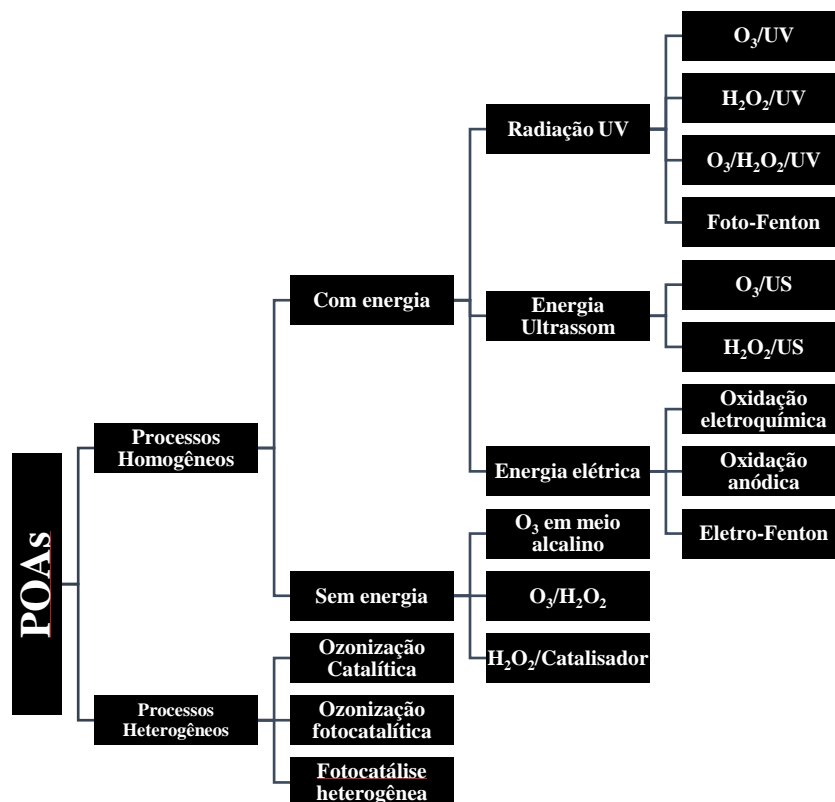 POAs
Processos
Homogêneos
Com energia
Radiação UV
O₃/UV
H₂O₂/UV
O₃/H₂O₂/UV
Foto-Fenton
Energia
Ultrassom
O₃/US
H₂O₂/US
Energia elétrica
Oxidação
eletroquímica
Oxidação
anódica
Eletro-Fenton
Sem energia
O₃ em meio
alcalino
O₃/H₂O₂
H₂O₂/Catalisador
Processos
Heterogêneos
Ozonização
Catalítica
Ozonização
fotocatalítica
Fotocatálise
heterogênea